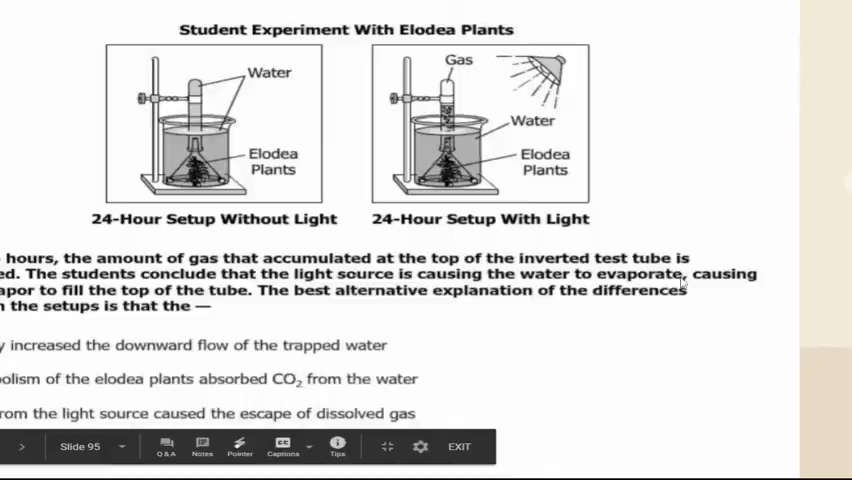 Student Experiment With Elodea Plants
Water
Elodea
Plants
Gas
Water
Elodea
Plants
24-Hour Setup Without Light
24-Hour Setup With Light
hours, the amount of gas that accumulated at the top of the inverted test tube is
ed. The students conclude that the light source is causing the water to evaporate, causing
apor to fill the top of the tube. The best alternative explanation of the differences
the setups is that the —
y increased the downward flow of the trapped water
bolism of the elodea plants absorbed CO₂ from the water
rom the light source caused the escape of dissolved gas
Slide 95
Q & A
Notes
Pointer
Captions
Tips
EXIT